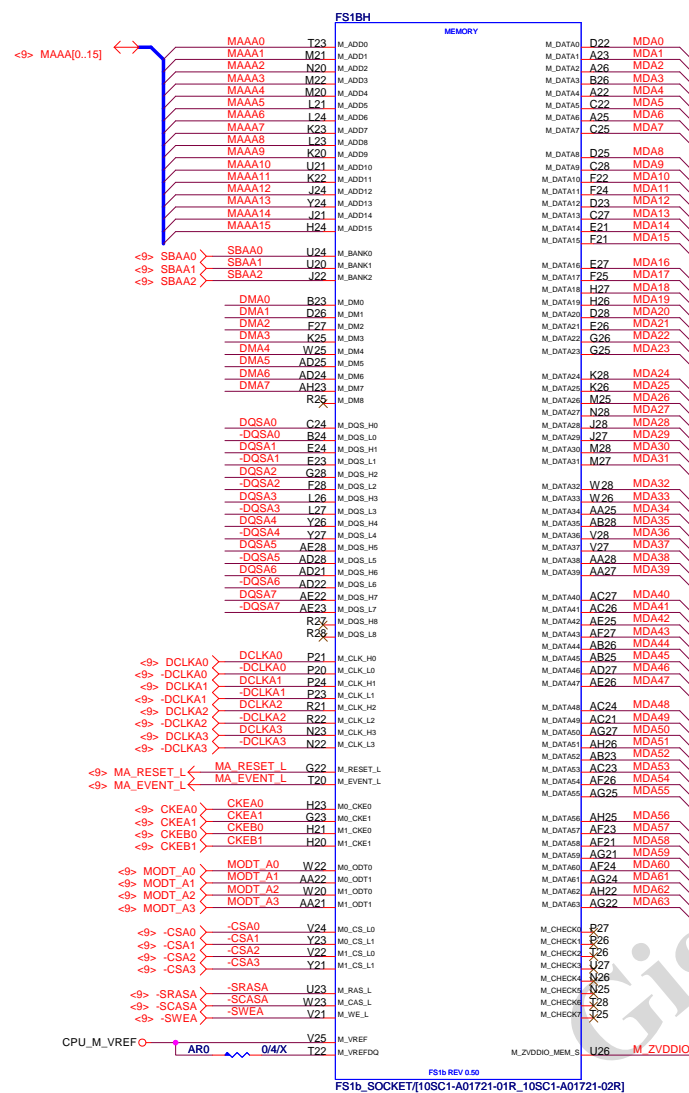 FS1BH
MEMORY
<9> MAAA[0..15]
MAAA0 T23 M_ADD0
MAAA1 M21 M_ADD1
MAAA2 N20 M_ADD2
MAAA3 M22 M_ADD3
MAAA4 M20 M_ADD4
MAAA5 L21 M_ADD5
MAAA6 L24 M_ADD6
MAAA7 K23 M_ADD7
MAAA8 L23 M_ADD8
MAAA9 K20 M_ADD9
MAAA10 U21 M_ADD10
MAAA11 K22 M_ADD11
MAAA12 J24 M_ADD12
MAAA13 Y24 M_ADD13
MAAA14 J21 M_ADD14
MAAA15 H24 M_ADD15
<9> SBAA0 SBAA0 U24 M_BANK0
<9> SBAA1 SBAA1 U20 M_BANK1
<9> SBAA2 SBAA2 J22 M_BANK2
DMA0 B23 M_DM0
DMA1 D26 M_DM1
DMA2 F27 M_DM2
DMA3 K25 M_DM3
DMA4 W25 M_DM4
DMA5 AD25 M_DM5
DMA6 AD24 M_DM6
DMA7 AH23 M_DM7
R25 M_DM8
DQSA0 C24 M_DQS_H0
-DQSA0 B24 M_DQS_L0
DQSA1 E24 M_DQS_H1
-DQSA1 E23 M_DQS_L1
DQSA2 G28 M_DQS_H2
-DQSA2 F28 M_DQS_L2
DQSA3 L26 M_DQS_H3
-DQSA3 L27 M_DQS_L3
DQSA4 Y26 M_DQS_H4
-DQSA4 Y27 M_DQS_L4
DQSA5 AE28 M_DQS_H5
-DQSA5 AD28 M_DQS_L5
DQSA6 AD21 M_DQS_H6
-DQSA6 AD22 M_DQS_L6
DQSA7 AE22 M_DQS_H7
-DQSA7 AE23 M_DQS_L7
R27 M_DQS_H8
R28 M_DQS_L8
<9> DCLKA0 DCLKA0 P21 M_CLK_H0
<9> -DCLKA0 -DCLKA0 P20 M_CLK_L0
<9> DCLKA1 DCLKA1 P24 M_CLK_H1
<9> -DCLKA1 -DCLKA1 P23 M_CLK_L1
<9> DCLKA2 DCLKA2 R21 M_CLK_H2
<9> -DCLKA2 -DCLKA2 R22 M_CLK_L2
<9> DCLKA3 DCLKA3 N23 M_CLK_H3
<9> -DCLKA3 -DCLKA3 N22 M_CLK_L3
<9> MA_RESET_L MA_RESET_L G22 M_RESET_L
<9> MA_EVENT_L MA_EVENT_L T20 M_EVENT_L
<9> CKEA0 CKEA0 H23 M0_CKE0
<9> CKEA1 CKEA1 G23 M0_CKE1
<9> CKEB0 CKEB0 H21 M1_CKE0
<9> CKEB1 CKEB1 H20 M1_CKE1
<9> MODT_A0 MODT_A0 W22 M0_ODT0
<9> MODT_A1 MODT_A1 AA22 M0_ODT1
<9> MODT_A2 MODT_A2 W20 M1_ODT0
<9> MODT_A3 MODT_A3 AA21 M1_ODT1
<9> -CSA0 -CSA0 V24 M0_CS_L0
<9> -CSA1 -CSA1 Y23 M0_CS_L1
<9> -CSA2 -CSA2 V22 M1_CS_L0
<9> -CSA3 -CSA3 Y21 M1_CS_L1
<9> -SRASA -SRASA U23 M_RAS_L
<9> -SCASA -SCASA W23 M_CAS_L
<9> -SWEA -SWEA V21 M_WE_L
CPU_M_VREF V25 M_VREF
AR0 0/4/X T22 M_VREFDQ
M_DATA0 D22 MDA0
M_DATA1 A23 MDA1
M_DATA2 A26 MDA2
M_DATA3 B26 MDA3
M_DATA4 A22 MDA4
M_DATA5 C22 MDA5
M_DATA6 A25 MDA6
M_DATA7 C25 MDA7
M_DATA8 D25 MDA8
M_DATA9 C28 MDA9
M_DATA10 F22 MDA10
M_DATA11 F24 MDA11
M_DATA12 D23 MDA12
M_DATA13 C27 MDA13
M_DATA14 E21 MDA14
M_DATA15 F21 MDA15
M_DATA16 E27 MDA16
M_DATA17 F25 MDA17
M_DATA18 H27 MDA18
M_DATA19 H26 MDA19
M_DATA20 D28 MDA20
M_DATA21 E26 MDA21
M_DATA22 G26 MDA22
M_DATA23 G25 MDA23
M_DATA24 K28 MDA24
M_DATA25 K26 MDA25
M_DATA26 M25 MDA26
M_DATA27 N28 MDA27
M_DATA28 J28 MDA28
M_DATA29 J27 MDA29
M_DATA30 M28 MDA30
M_DATA31 M27 MDA31
M_DATA32 W28 MDA32
M_DATA33 W26 MDA33
M_DATA34 AA25 MDA34
M_DATA35 AB28 MDA35
M_DATA36 V28 MDA36
M_DATA37 V27 MDA37
M_DATA38 AA28 MDA38
M_DATA39 AA27 MDA39
M_DATA40 AC27 MDA40
M_DATA41 AC26 MDA41
M_DATA42 AE25 MDA42
M_DATA43 AF27 MDA43
M_DATA44 AB26 MDA44
M_DATA45 AB25 MDA45
M_DATA46 AD27 MDA46
M_DATA47 AE26 MDA47
M_DATA48 AC24 MDA48
M_DATA49 AC21 MDA49
M_DATA50 AG27 MDA50
M_DATA51 AH26 MDA51
M_DATA52 AB23 MDA52
M_DATA53 AC23 MDA53
M_DATA54 AF26 MDA54
M_DATA55 AG25 MDA55
M_DATA56 AH25 MDA56
M_DATA57 AF23 MDA57
M_DATA58 AF21 MDA58
M_DATA59 AG21 MDA59
M_DATA60 AF24 MDA60
M_DATA61 AG24 MDA61
M_DATA62 AH22 MDA62
M_DATA63 AG22 MDA63
M_CHECK0 P27
M_CHECK1 P26
M_CHECK2 T26
M_CHECK3 U27
M_CHECK4 N26
M_CHECK5 N25
M_CHECK6 T28
M_CHECK7 T25
M_ZVDDIO_MEM_S U26 M_ZVDDIO
FS1b REV 0.50
FS1b_SOCKET/[10SC1-A01721-01R_10SC1-A01721-02R]
Gi